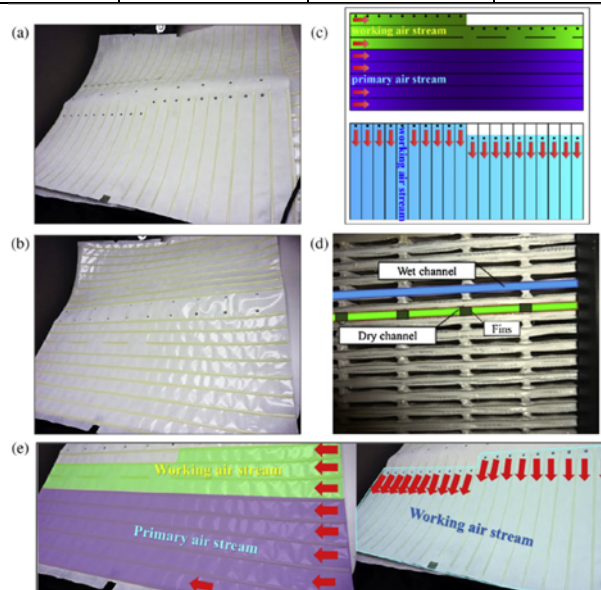 (a)
(c)
working air stream
primary air stream
working air stream
(b)
(d)
Wet channel
Dry channel
Fins
(e)
Working air stream
Primary air stream
Working air stream